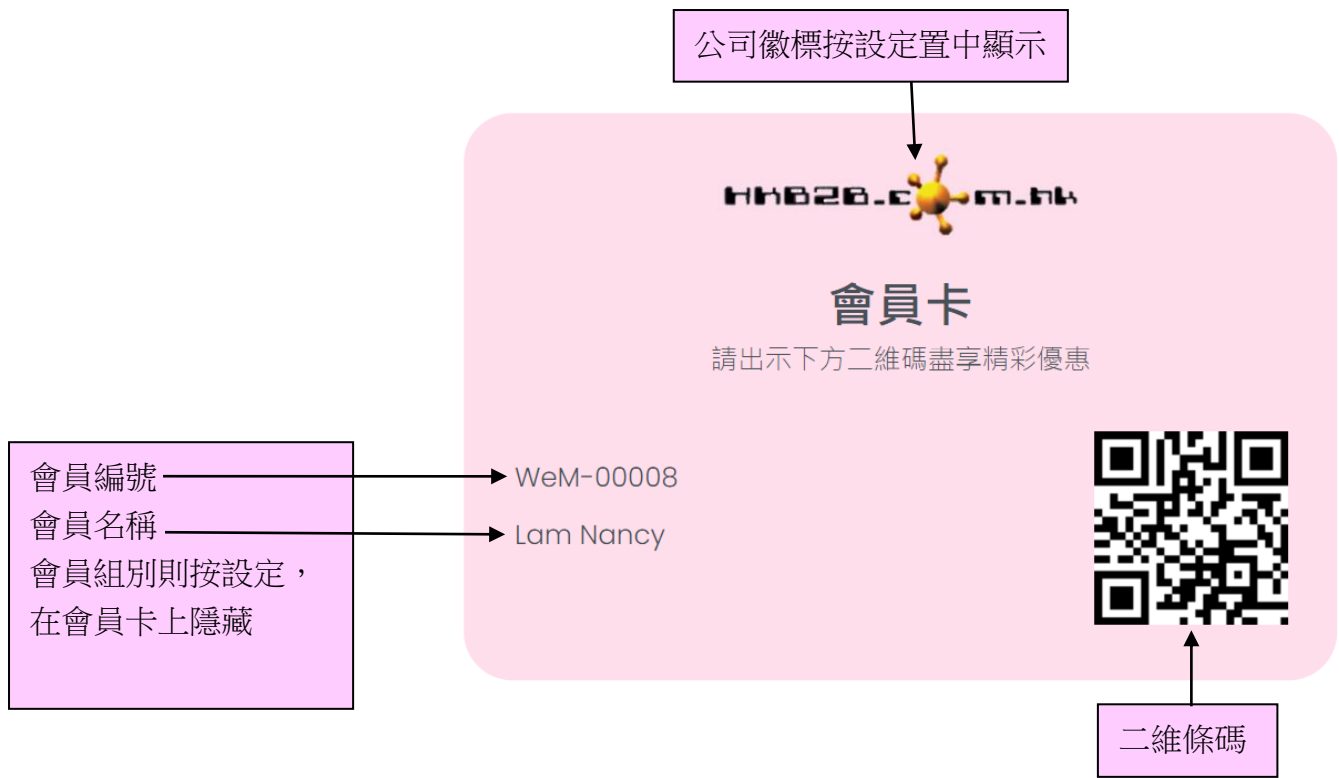 公司徽標按設定置中顯示
HKB2B.com.hk
會員卡
請出示下方二維碼盡享精彩優惠
會員編號
會員名稱
會員組別則按設定，
在會員卡上隱藏
WeM-00008
Lam Nancy
二維條碼